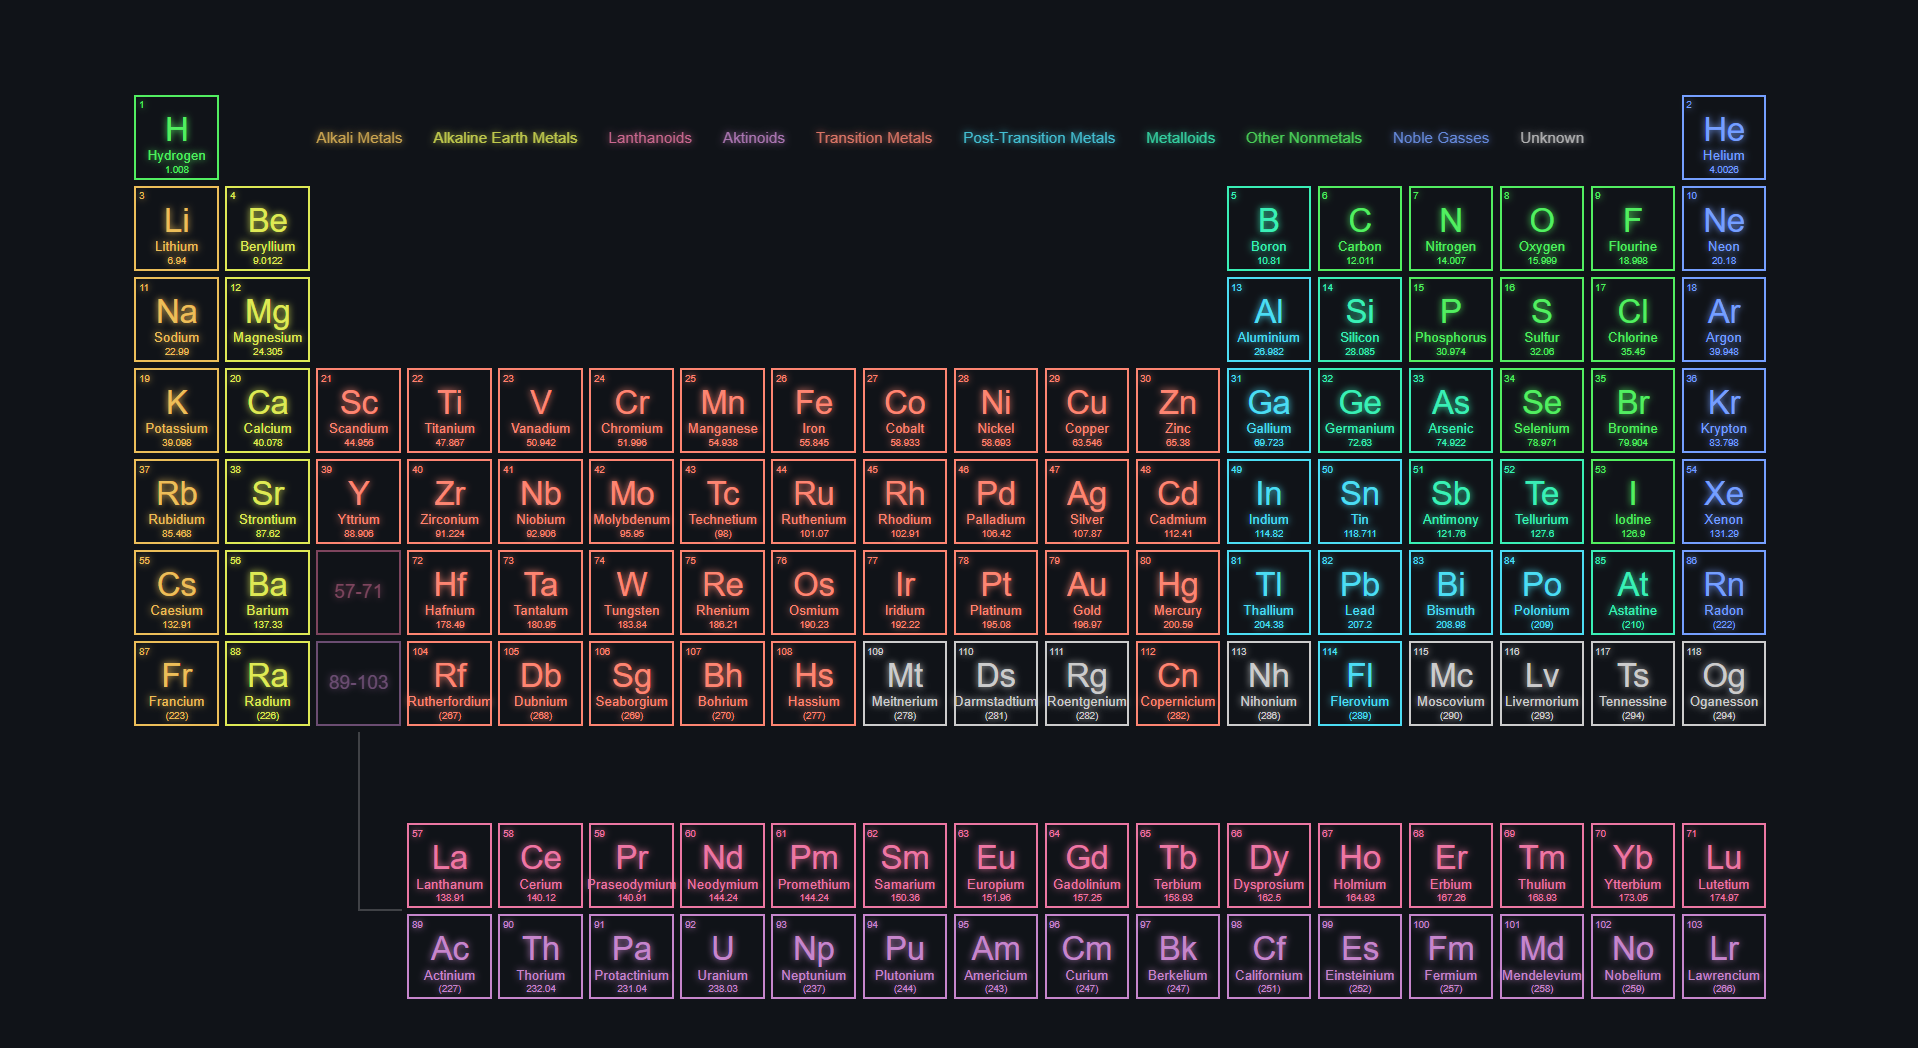 1
H
Hydrogen
1.008
Alkali Metals Alkaline Earth Metals Lanthanoids Aktinoids Transition Metals Post-Transition Metals Metalloids Other Nonmetals Noble Gasses Unknown
2
He
Helium
4.0026
3 4 5 6 7 8 9 10
Li Be B C N O F Ne
Lithium Beryllium Boron Carbon Nitrogen Oxygen Flourine Neon
6.94 9.0122 10.81 12.011 14.007 15.999 18.998 20.18
11 12 13 14 15 16 17 18
Na Mg Al Si P S Cl Ar
Sodium Magnesium Aluminium Silicon Phosphorus Sulfur Chlorine Argon
22.99 24.305 26.982 28.085 30.974 32.06 35.45 39.948
19 20 21 22 23 24 25 26 27 28 29 30 31 32 33 34 35 36
K Ca Sc Ti V Cr Mn Fe Co Ni Cu Zn Ga Ge As Se Br Kr
Potassium Calcium Scandium Titanium Vanadium Chromium Manganese Iron Cobalt Nickel Copper Zinc Gallium Germanium Arsenic Selenium Bromine Krypton
39.098 40.078 44.956 47.867 50.942 51.996 54.938 55.845 58.933 58.693 63.546 65.38 69.723 72.63 74.922 78.971 79.904 83.798
37 38 39 40 41 42 43 44 45 46 47 48 49 50 51 52 53 54
Rb Sr Y Zr Nb Mo Tc Ru Rh Pd Ag Cd In Sn Sb Te I Xe
Rubidium Strontium Yttrium Zirconium Niobium Molybdenum Technetium Ruthenium Rhodium Palladium Silver Cadmium Indium Tin Antimony Tellurium Iodine Xenon
85.468 87.62 88.906 91.224 92.906 95.95 (98) 101.07 102.91 106.42 107.87 112.41 114.82 118.711 121.76 127.6 126.9 131.29
55 56 72 73 74 75 76 77 78 79 80 81 82 83 84 85 86
Cs Ba 57-71 Hf Ta W Re Os Ir Pt Au Hg Tl Pb Bi Po At Rn
Caesium Barium Hafnium Tantalum Tungsten Rhenium Osmium Iridium Platinum Gold Mercury Thallium Lead Bismuth Polonium Astatine Radon
132.91 137.33 178.49 180.95 183.84 186.21 190.23 192.22 195.08 196.97 200.59 204.38 207.2 208.98 (209) (210) (222)
87 88 104 105 106 107 108 109 110 111 112 113 114 115 116 117 118
Fr Ra 89-103 Rf Db Sg Bh Hs Mt Ds Rg Cn Nh Fl Mc Lv Ts Og
Francium Radium Rutherfordium Dubnium Seaborgium Bohrium Hassium Meitnerium Darmstadtium Roentgenium Copernicium Nihonium Flerovium Moscovium Livermorium Tennessine Oganesson
(223) (226) (267) (268) (269) (270) (277) (278) (281) (282) (282) (286) (289) (290) (293) (294) (294)
57 58 59 60 61 62 63 64 65 66 67 68 69 70 71
La Ce Pr Nd Pm Sm Eu Gd Tb Dy Ho Er Tm Yb Lu
Lanthanum Cerium Praseodymium Neodymium Promethium Samarium Europium Gadolinium Terbium Dysprosium Holmium Erbium Thulium Ytterbium Lutetium
138.91 140.12 140.91 144.24 144.24 150.36 151.96 157.25 158.93 162.5 164.93 167.26 168.93 173.05 174.97
89 90 91 92 93 94 95 96 97 98 99 100 101 102 103
Ac Th Pa U Np Pu Am Cm Bk Cf Es Fm Md No Lr
Actinium Thorium Protactinium Uranium Neptunium Plutonium Americium Curium Berkelium Californium Einsteinium Fermium Mendelevium Nobelium Lawrencium
(227) 232.04 231.04 238.03 (237) (244) (243) (247) (247) (251) (252) (257) (258) (259) (266)